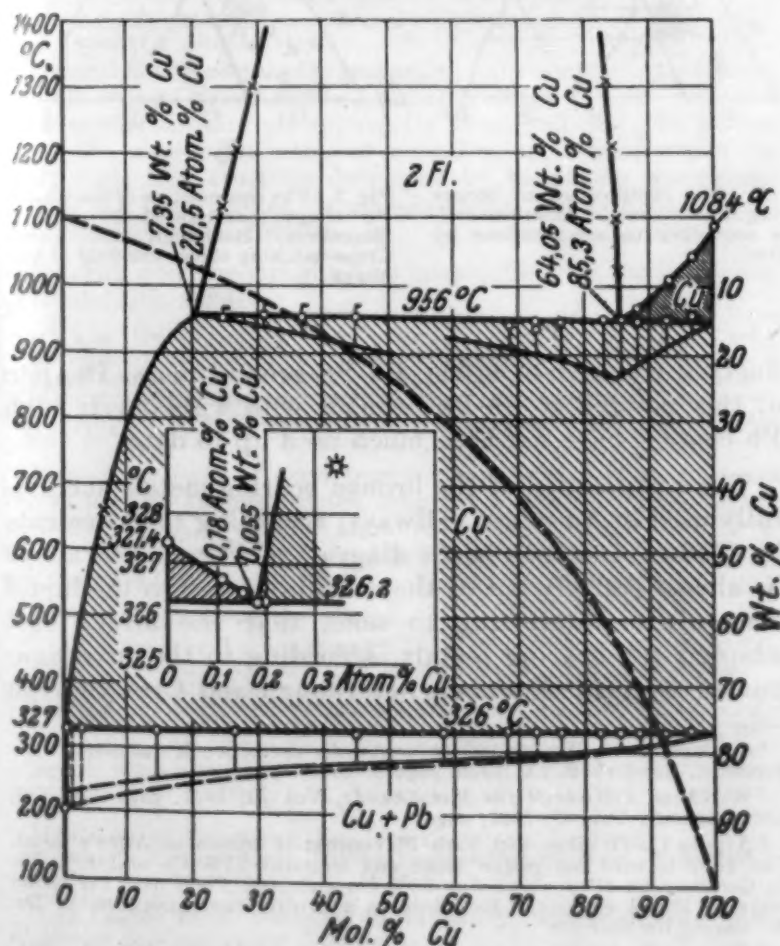 1400
°C.
1300
1200
1100
1000
900
800
700
600
500
400
327
300
200
100
7,35 Wt. % Cu
20,5 Atom. % Cu
2 Fl.
64,05 Wt. % Cu
85,3 Atom % Cu
1084 °C
956 °C
Cu
10
20
30
40
50
60
70
80
90
Wt. % Cu
°C
328
327,4
327
326
325
0,18 Atom.% Cu
0,055 Wt. % Cu
326,2
0 0,1 0,2 0,3 Atom% Cu
Cu
326 °C
Cu + Pb
0 10 20 30 40 50 60 70 80 90 100
Mol. % Cu